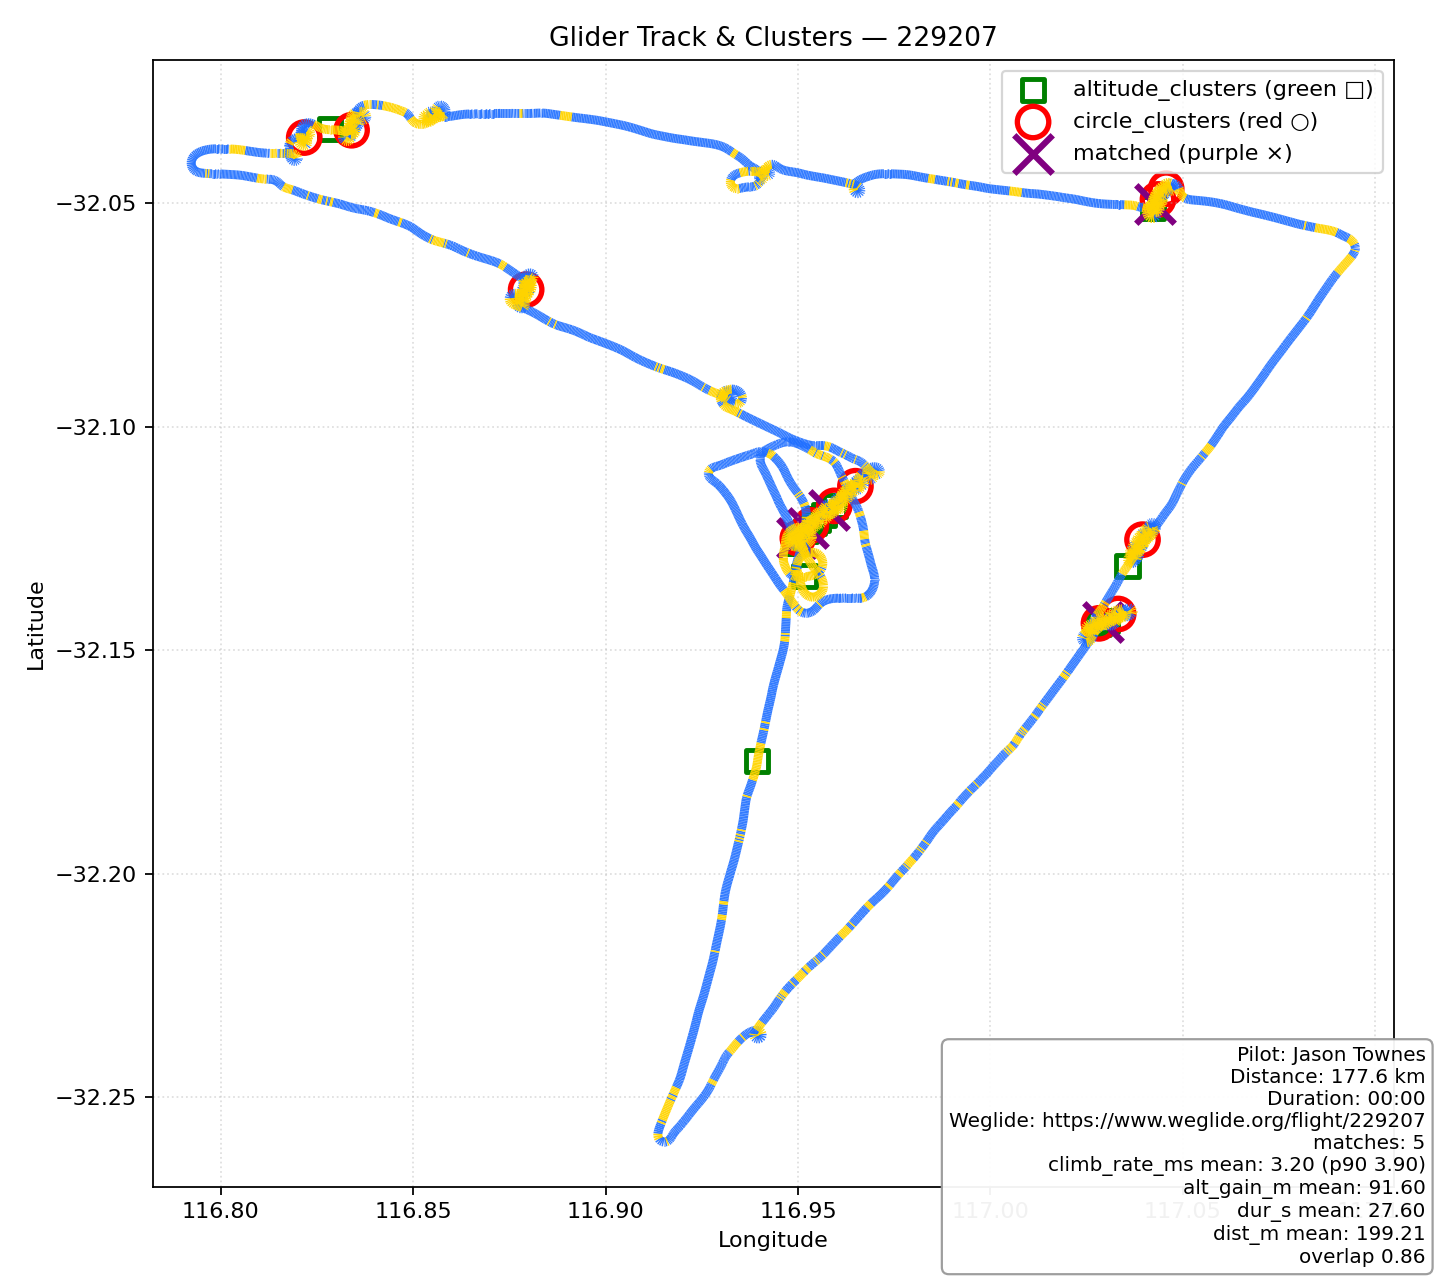 Glider Track & Clusters — 229207
altitude_clusters (green □)
circle_clusters (red ○)
matched (purple ×)
Latitude
−32.05
−32.10
−32.15
−32.20
−32.25
116.80
116.85
116.90
116.95
117.00
117.05
Longitude
Pilot: Jason Townes
Distance: 177.6 km
Duration: 00:00
Weglide: https://www.weglide.org/flight/229207
matches: 5
climb_rate_ms mean: 3.20 (p90 3.90)
alt_gain_m mean: 91.60
dur_s mean: 27.60
dist_m mean: 199.21
overlap 0.86